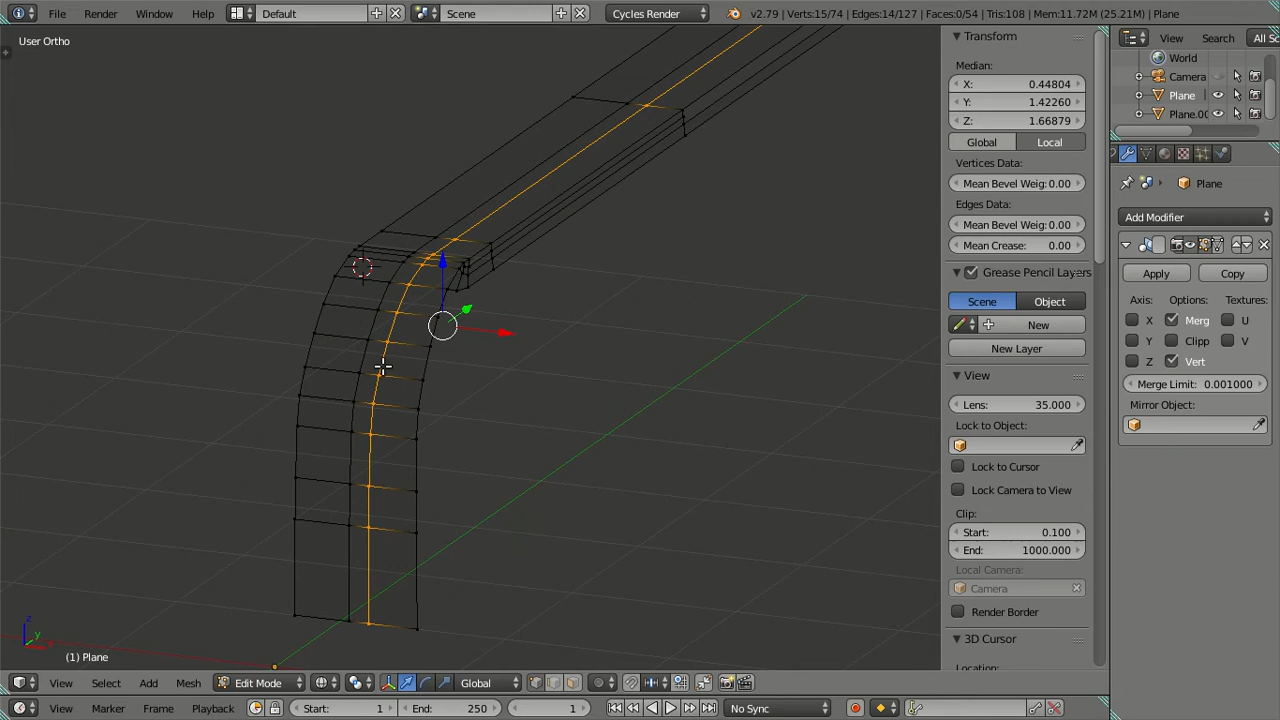 File Render Window Help Default Scene Cycles Render v2.79 | Verts:15/74 | Edges:14/127 | Faces:0/54 | Tris:108 | Mem:11.72M (25.21M) | Plane
User Ortho
Transform
Median:
X: 0.44804
Y: 1.42260
Z: 1.66879
Global Local
Vertices Data:
Mean Bevel Weig: 0.00
Edges Data:
Mean Bevel Weig: 0.00
Mean Crease: 0.00
Grease Pencil Layers
Scene Object
New
New Layer
View
Lens: 35.000
Lock to Object:
Lock to Cursor
Lock Camera to View
Clip:
Start: 0.100
End: 1000.000
Local Camera:
Camera
Render Border
3D Cursor
Location:
View Search All S
World
Camera
Plane
Plane.00
Plane
Add Modifier
Apply Copy
Axis: Options: Textures:
X Merg U
Y Clipp V
Z Vert
Merge Limit: 0.001000
Mirror Object:
z
y
(1) Plane
View Select Add Mesh Edit Mode Global
View Marker Frame Playback Start: 1 End: 250 1 No Sync